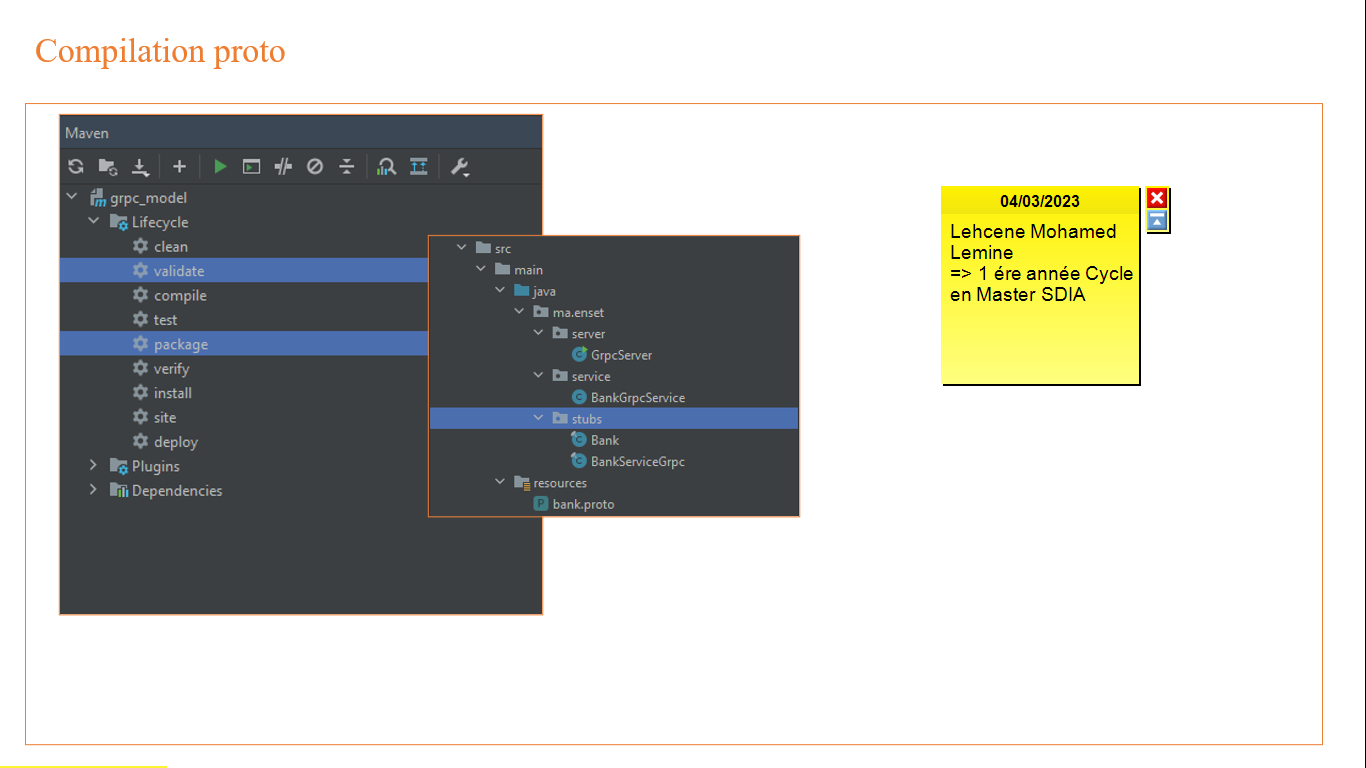 Compilation proto
Maven
grpc_model
Lifecycle
clean
validate
compile
test
package
verify
install
site
deploy
Plugins
Dependencies
src
main
java
ma.enset
server
GrpcServer
service
BankGrpcService
stubs
Bank
BankServiceGrpc
resources
bank.proto
04/03/2023
Lehcene Mohamed
Lemine
=> 1 ére année Cycle
en Master SDIA